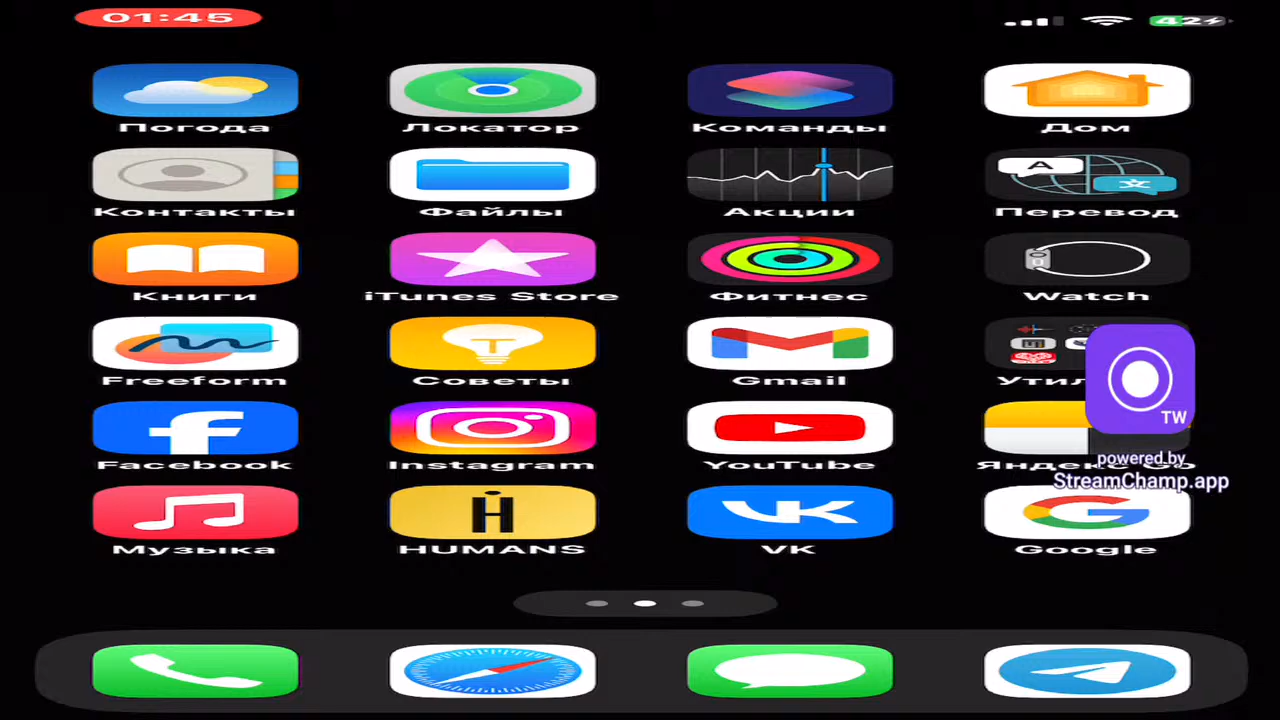 01:45
42
Погода Локатор Команды Дом
Контакты Файлы Акции Перевод
Книги iTunes Store Фитнес Watch
Freeform Советы Gmail
TW
Facebook Instagram YouTube
powered by
StreamChamp.app
Музыка HUMANS VK Google